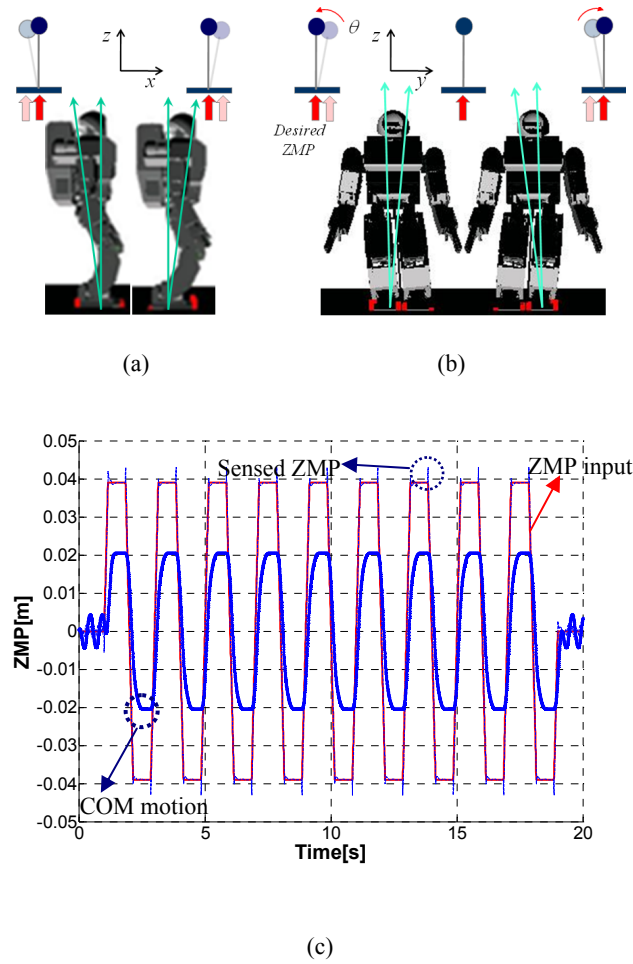 z
x
θ
z
y
Desired
ZMP
(a)
(b)
0.05
0.04
0.03
0.02
0.01
0
-0.01
-0.02
-0.03
-0.04
-0.05
ZMP[m]
Sensed ZMP
ZMP input
COM motion
0
5
10
15
20
Time[s]
(c)